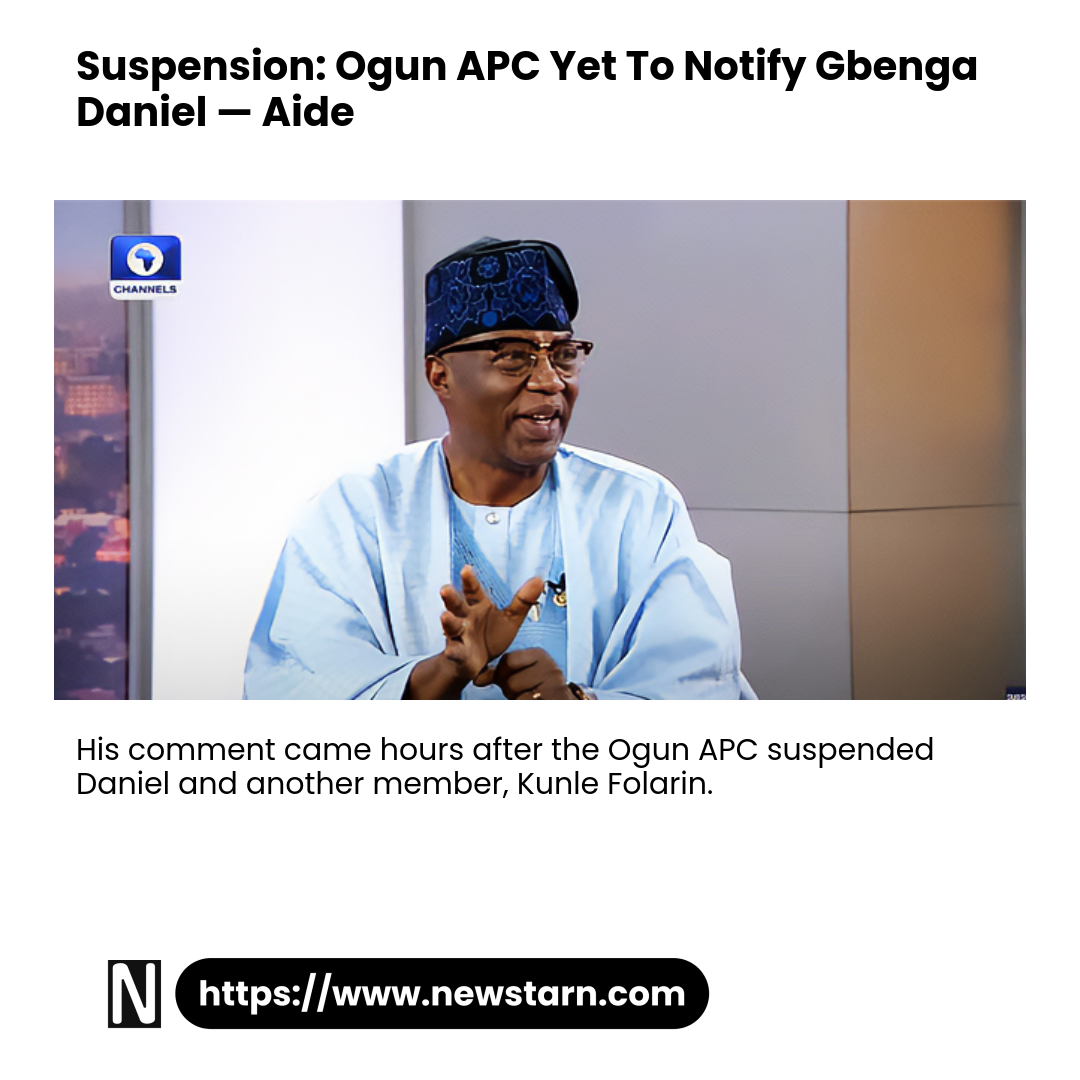 Suspension: Ogun APC Yet To Notify Gbenga
Daniel — Aide
CHANNELS
His comment came hours after the Ogun APC suspended
Daniel and another member, Kunle Folarin.
N
https://www.newstarn.com